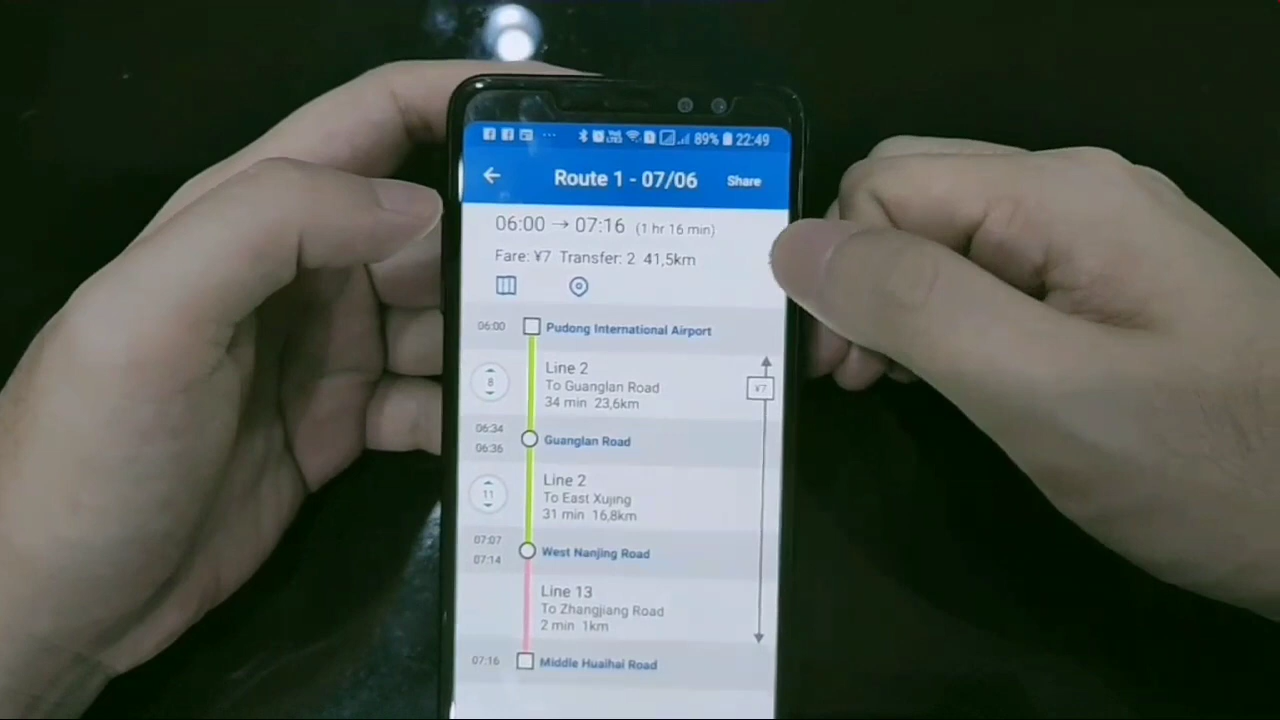 89% 22:49
Route 1 - 07/06 Share
06:00 → 07:16 (1 hr 16 min)
Fare: ¥7 Transfer: 2 41,5km
06:00 Pudong International Airport
Line 2
8 To Guanglan Road ¥7
34 min 23,6km
06:34
Guanglan Road
06:36
Line 2
11 To East Xujing
31 min 16,8km
07:07
West Nanjing Road
07:14
Line 13
To Zhangjiang Road
2 min 1km
07:16 Middle Huaihai Road